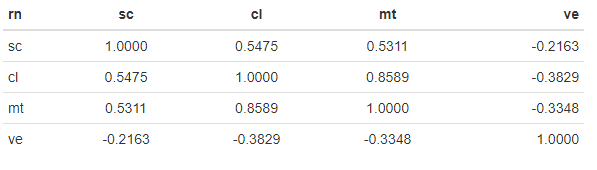 rn sc cl mt ve
sc 1.0000 0.5475 0.5311 -0.2163
cl 0.5475 1.0000 0.8589 -0.3829
mt 0.5311 0.8589 1.0000 -0.3348
ve -0.2163 -0.3829 -0.3348 1.0000